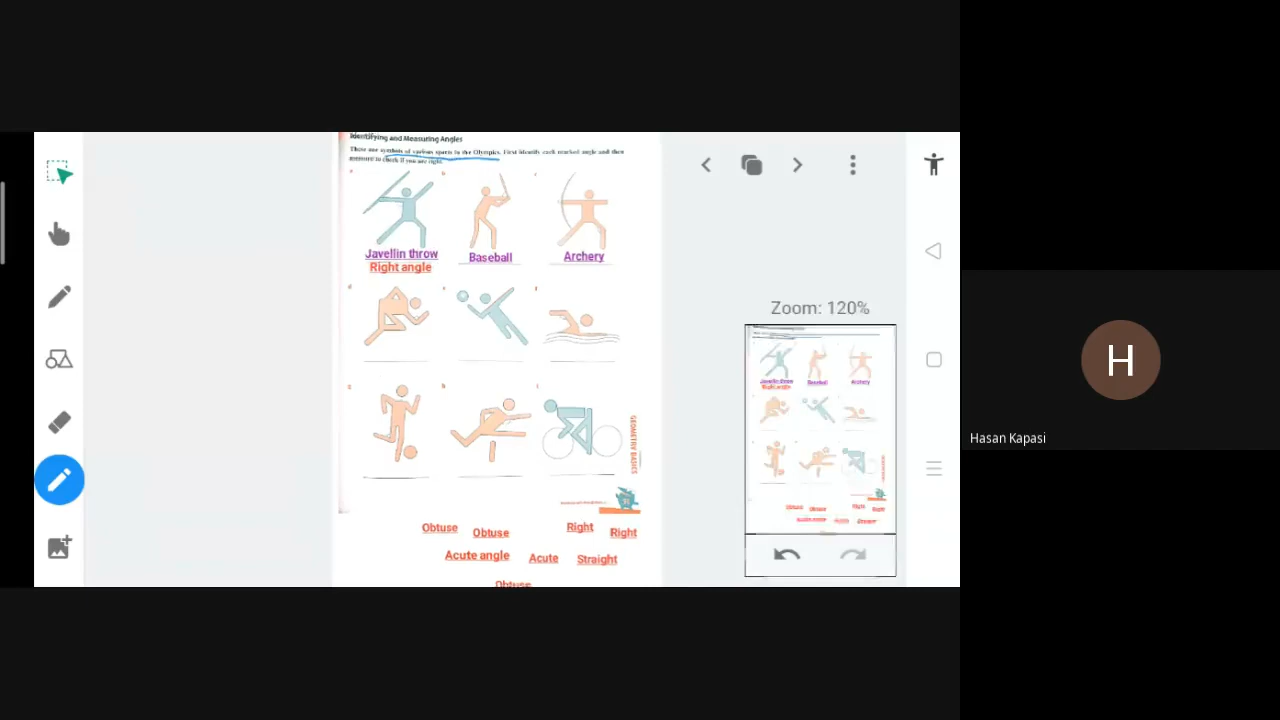 Identifying and Measuring Angles
These are symbols of various sports in the Olympics. First identify each marked angle and then
measure to check if you are right.
a
b
c
Javellin throw
Right angle
Baseball
Archery
d
e
f
Zoom: 120%
g
h
i
GEOMETRY BASICS
Obtuse
Obtuse
Right
Right
Acute angle
Acute
Straight
Obtuse
H
Hasan Kapasi